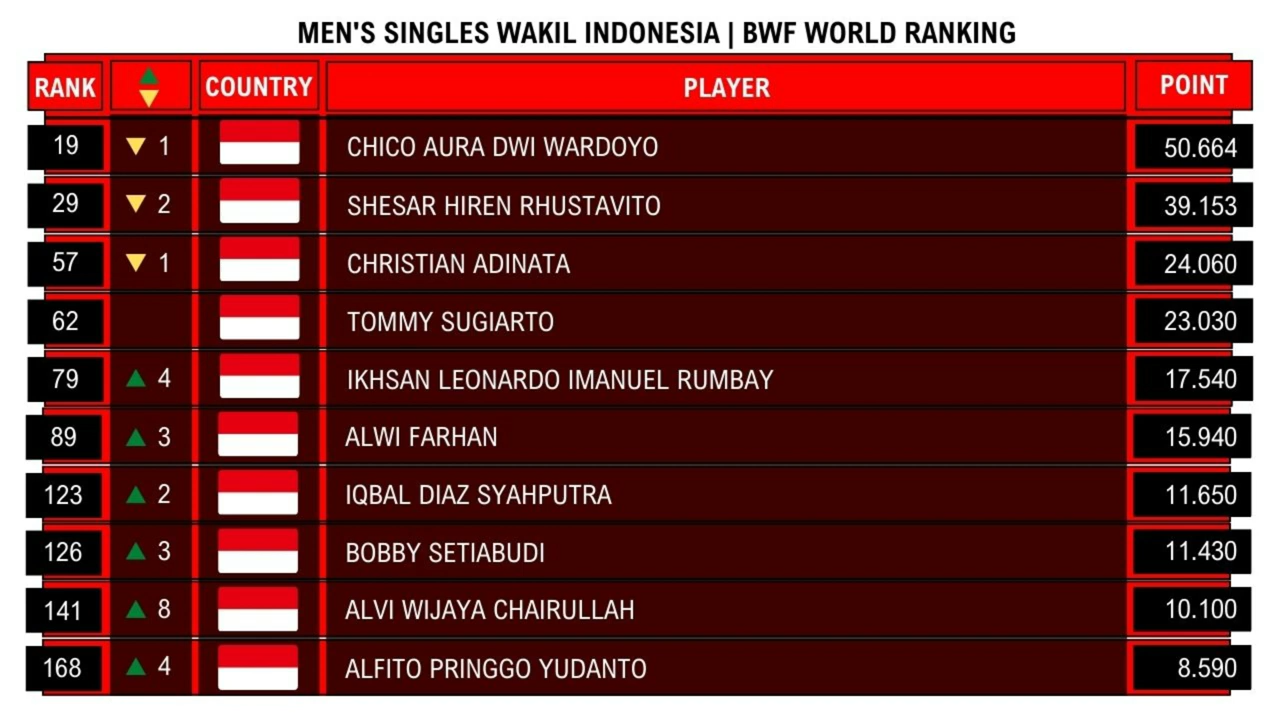 MEN'S SINGLES WAKIL INDONESIA | BWF WORLD RANKING
RANK COUNTRY PLAYER POINT
19 1 CHICO AURA DWI WARDOYO 50.664
29 2 SHESAR HIREN RHUSTAVITO 39.153
57 1 CHRISTIAN ADINATA 24.060
62 TOMMY SUGIARTO 23.030
79 4 IKHSAN LEONARDO IMANUEL RUMBAY 17.540
89 3 ALWI FARHAN 15.940
123 2 IQBAL DIAZ SYAHPUTRA 11.650
126 3 BOBBY SETIABUDI 11.430
141 8 ALVI WIJAYA CHAIRULLAH 10.100
168 4 ALFITO PRINGGO YUDANTO 8.590